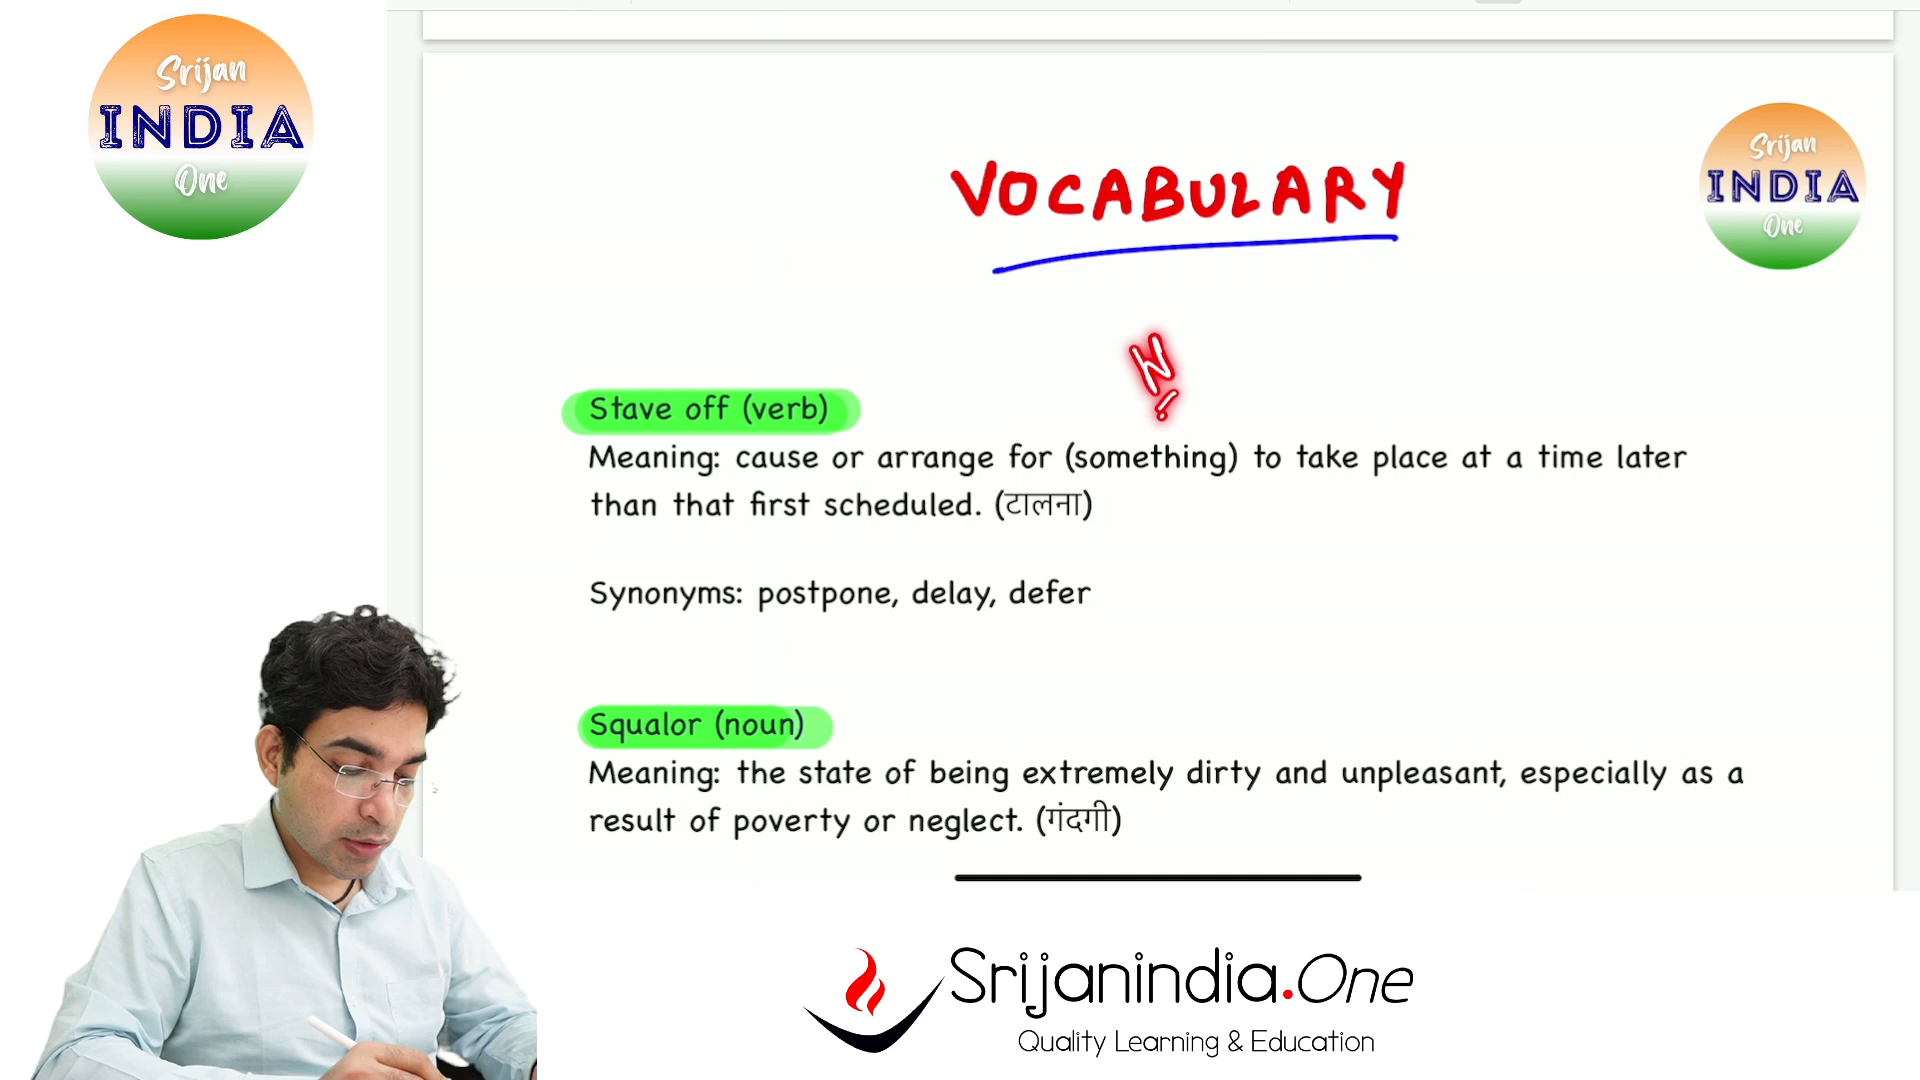 Srijan
INDIA
One
VOCABULARY
Srijan
INDIA
One
Stave off (verb)
Meaning: cause or arrange for (something) to take place at a time later
than that first scheduled. (टालना)
Synonyms: postpone, delay, defer
Squalor (noun)
Meaning: the state of being extremely dirty and unpleasant, especially as a
result of poverty or neglect. (गंदगी)
Srijanindia.One
Quality Learning & Education